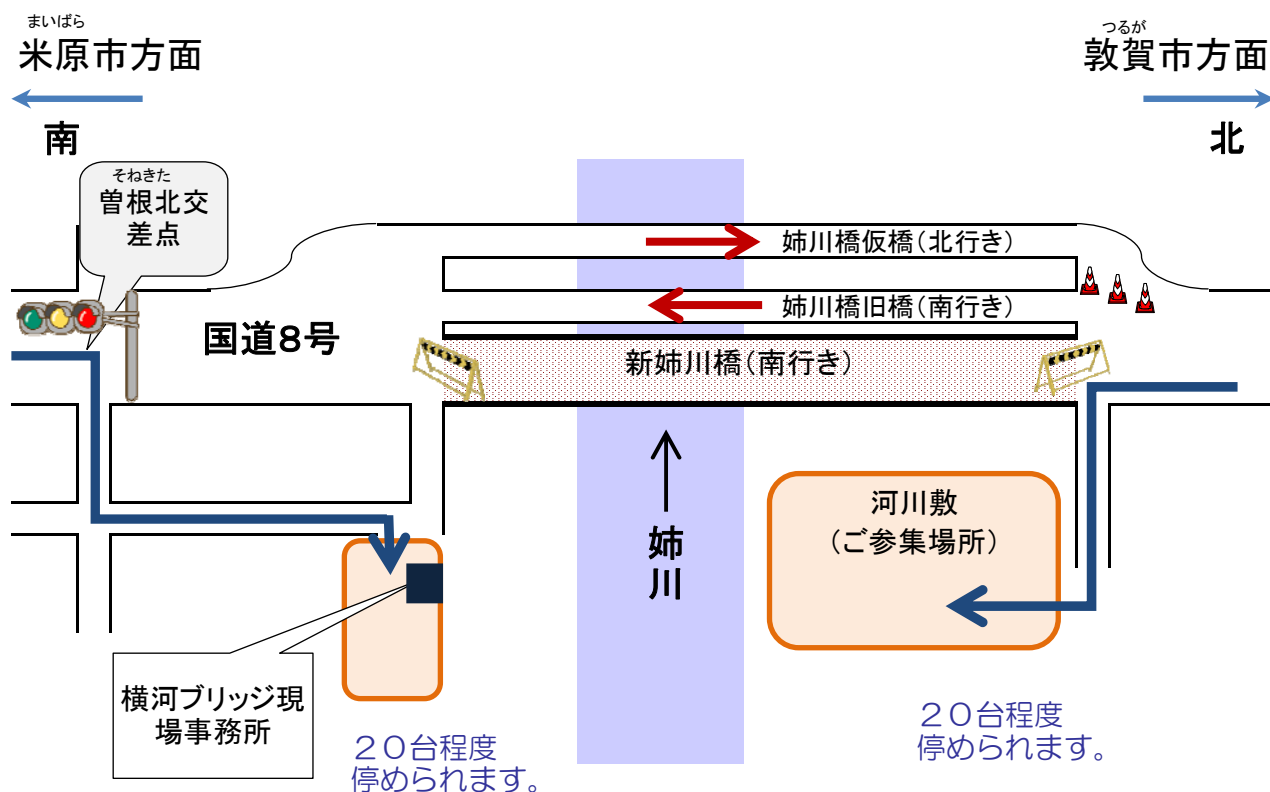 まいばら
米原市方面
南
つるが
敦賀市方面
北
そねきた
曽根北交
差点
姉川橋仮橋(北行き)
姉川橋旧橋(南行き)
国道8号
新姉川橋(南行き)
姉川
河川敷
(ご参集場所)
横河ブリッジ現
場事務所
20台程度
停められます。
20台程度
停められます。